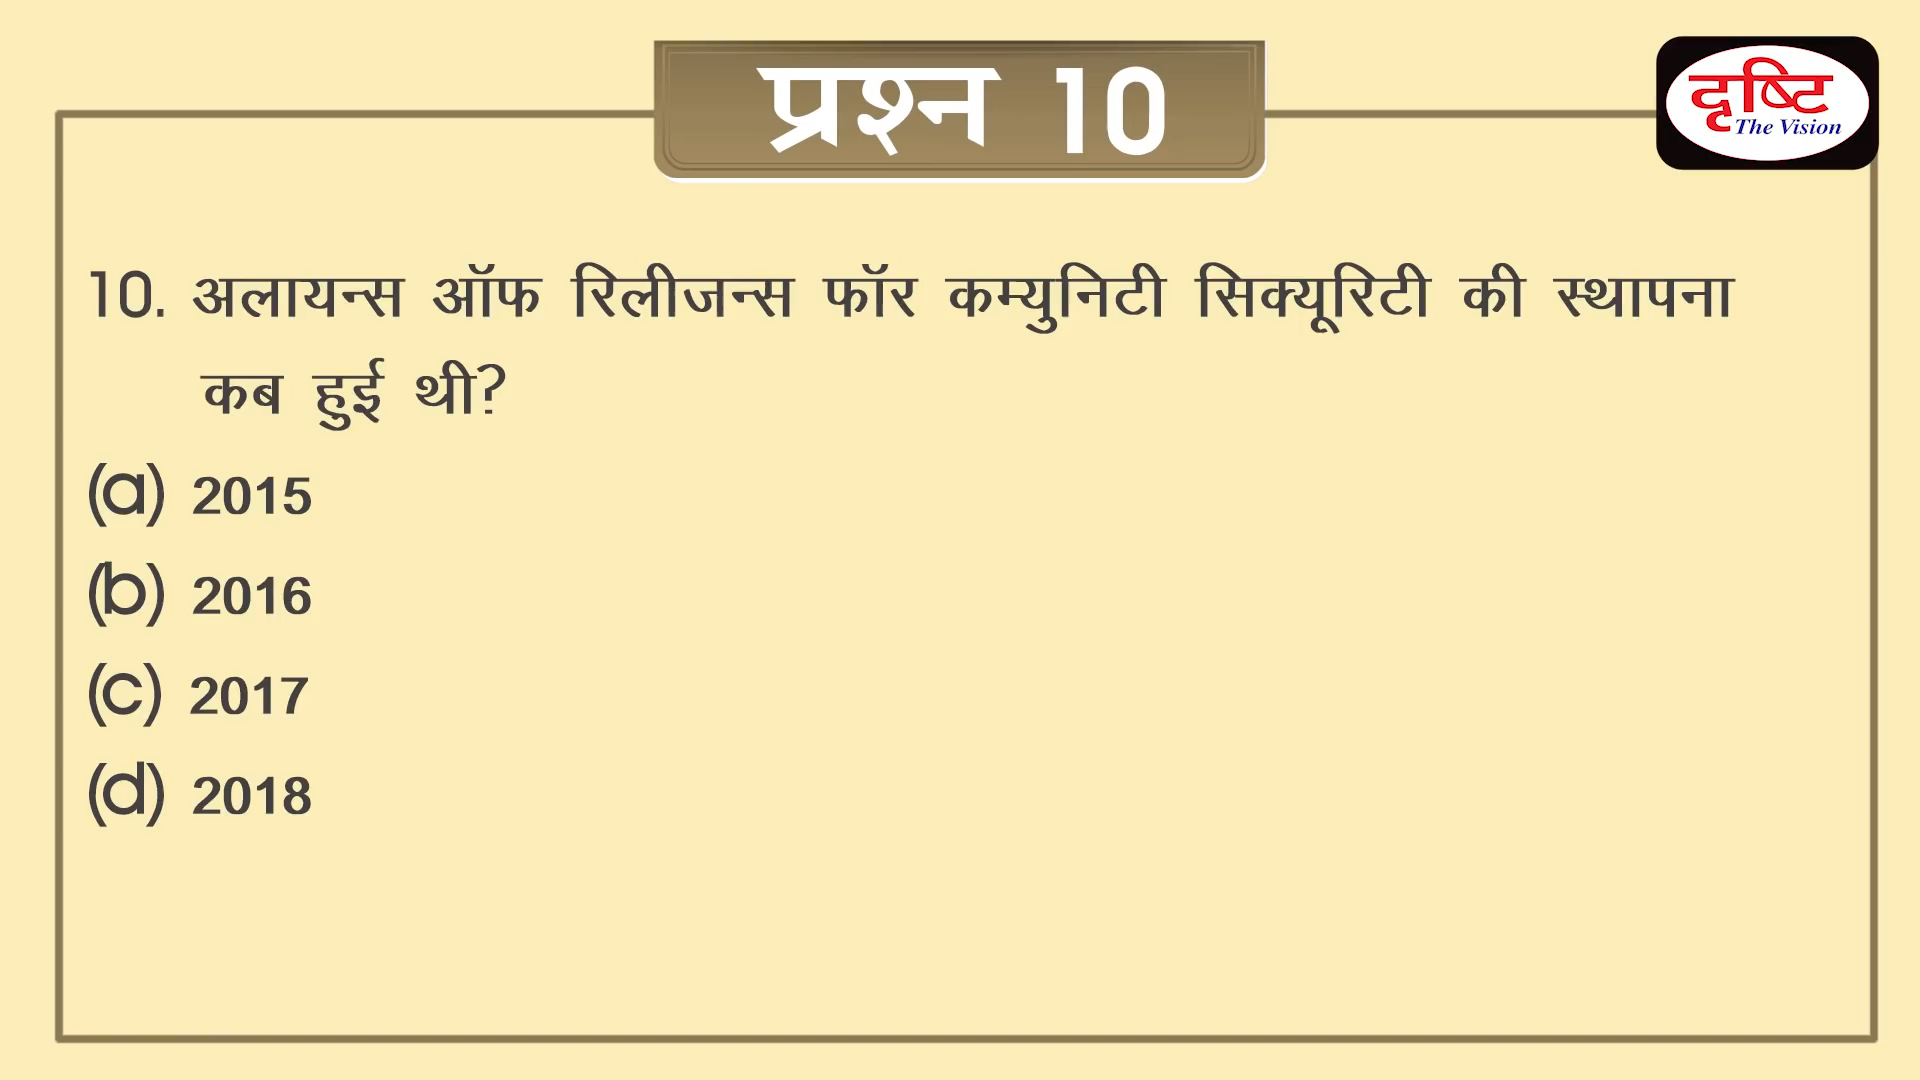 प्रश्न 10
दृष्टि
The Vision
10. अलायन्स ऑफ रिलीजन्स फॉर कम्युनिटी सिक्यूरिटी की स्थापना
कब हुई थी?
(a) 2015
(b) 2016
(c) 2017
(d) 2018